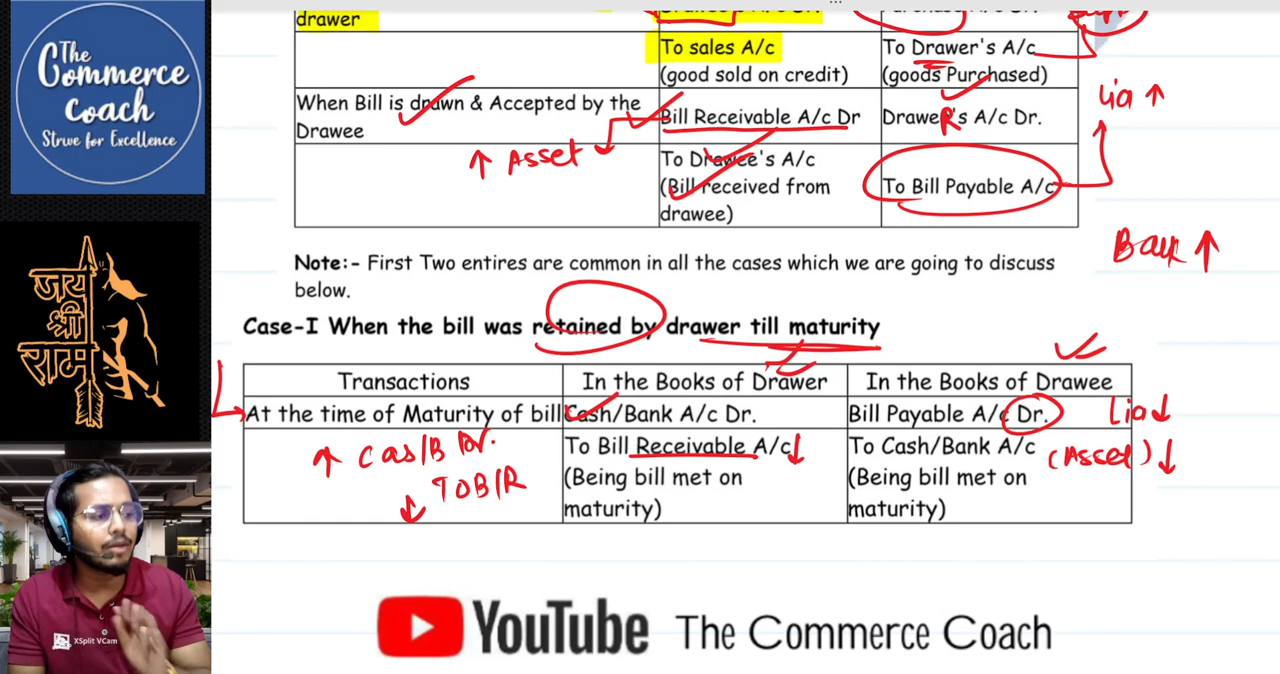 The
Commerce
Coach
Strive for Excellence
जय
श्री
राम
drawer
To sales A/c
(good sold on credit)
To Drawer's A/c
(goods Purchased)
When Bill is drawn & Accepted by the
Drawee
Bill Receivable A/c Dr
DraweR's A/c Dr.
Lia ↑
↑ Asset
To Drawee's A/c
(Bill received from
drawee)
To Bill Payable A/c
Bank ↑
Note:- First Two entires are common in all the cases which we are going to discuss
below.
Case-I When the bill was retained by drawer till maturity
Transactions
In the Books of Drawer
In the Books of Drawee
At the time of Maturity of bill
Cash/Bank A/c Dr.
Bill Payable A/c Dr.
Lia ↓
↑ Cas/B Dr.
To B/R
↓
To Bill Receivable A/c ↓
(Being bill met on
maturity)
To Cash/Bank A/c
(Being bill met on
maturity)
(Asset) ↓
XSplit VCam
YouTube The Commerce Coach